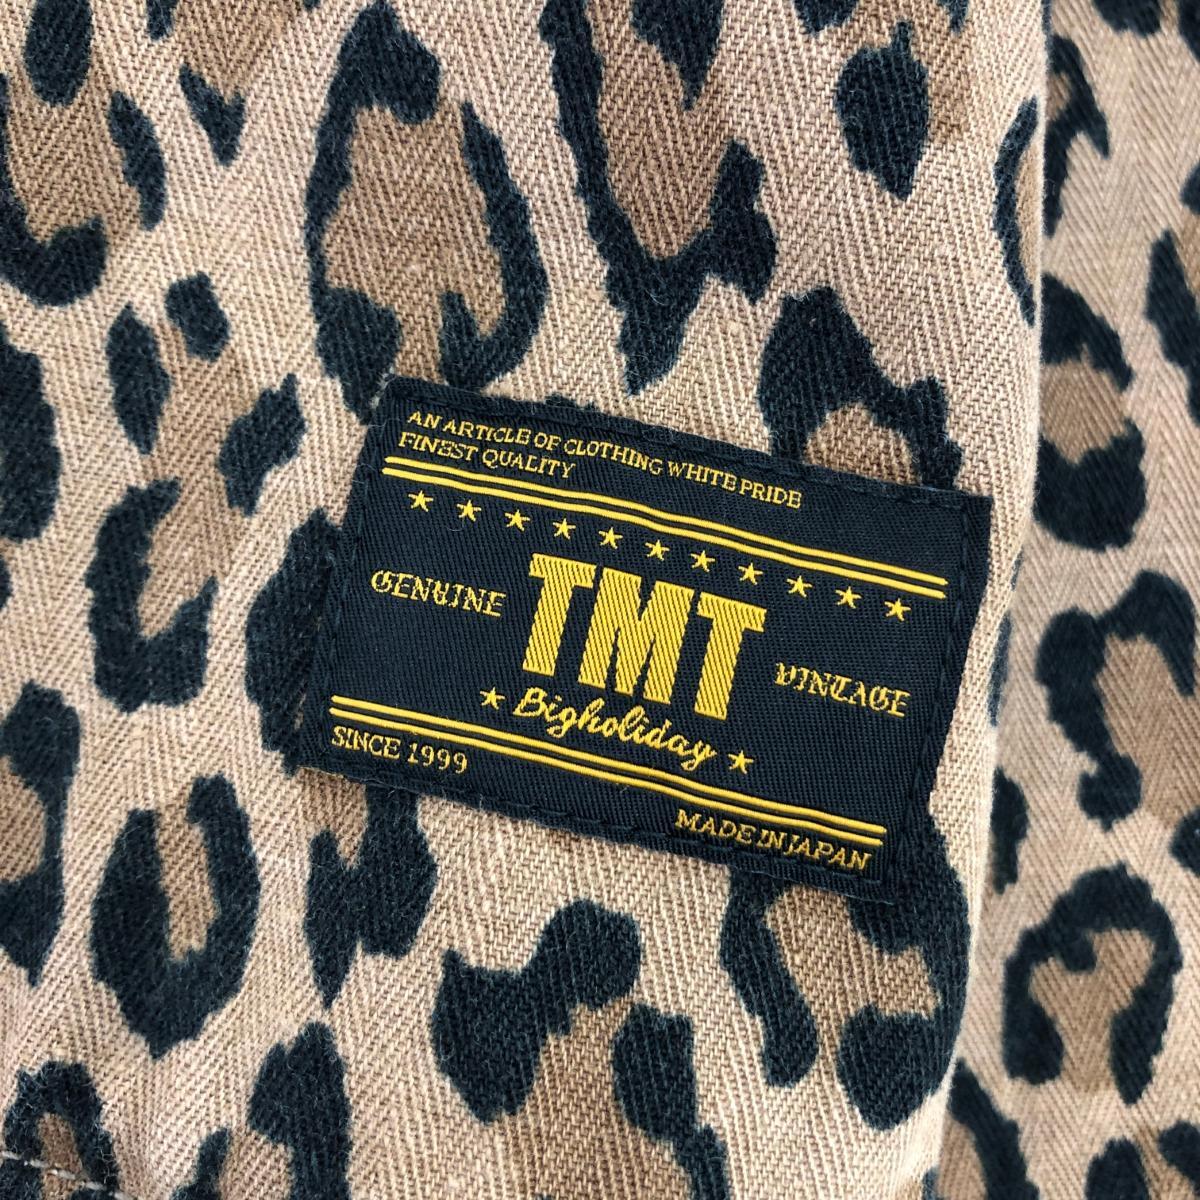 AN ARTICLE OF CLOTHING WHITE PRIDE
FINEST QUALITY
GENUINE
TMT
VINTAGE
Bigholiday
SINCE 1999
MADE IN JAPAN